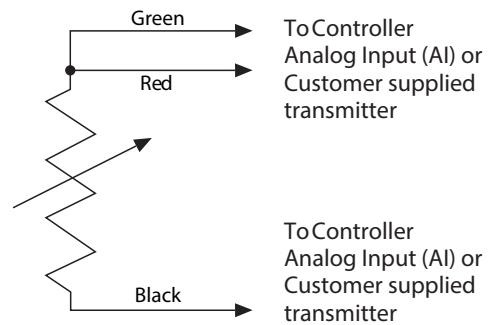 Green
To Controller
Analog Input (AI) or
Red
Customer supplied
transmitter
To Controller
Analog Input (AI) or
Black
Customer supplied
transmitter